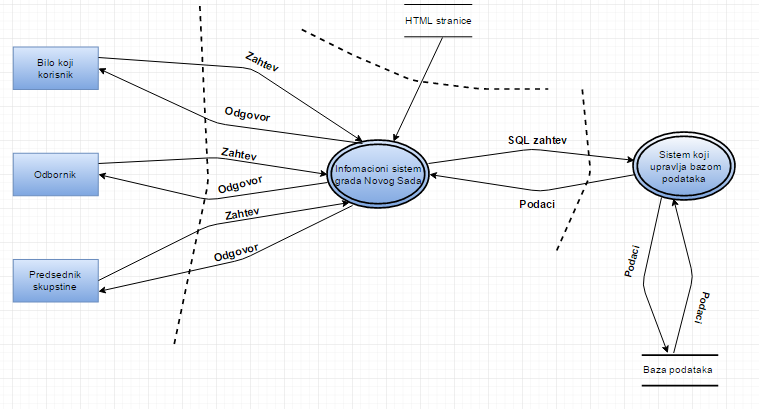 HTML stranice
Bilo koji
korisnik
Zahtev
Odgovor
Odbornik
Zahtev
Odgovor
Infomacioni sistem
grada Novog Sada
SQL zahtev
Podaci
Sistem koji
upravlja bazom
podataka
Zahtev
Odgovor
Predsednik
skupstine
Podaci
Podaci
Baza podataka